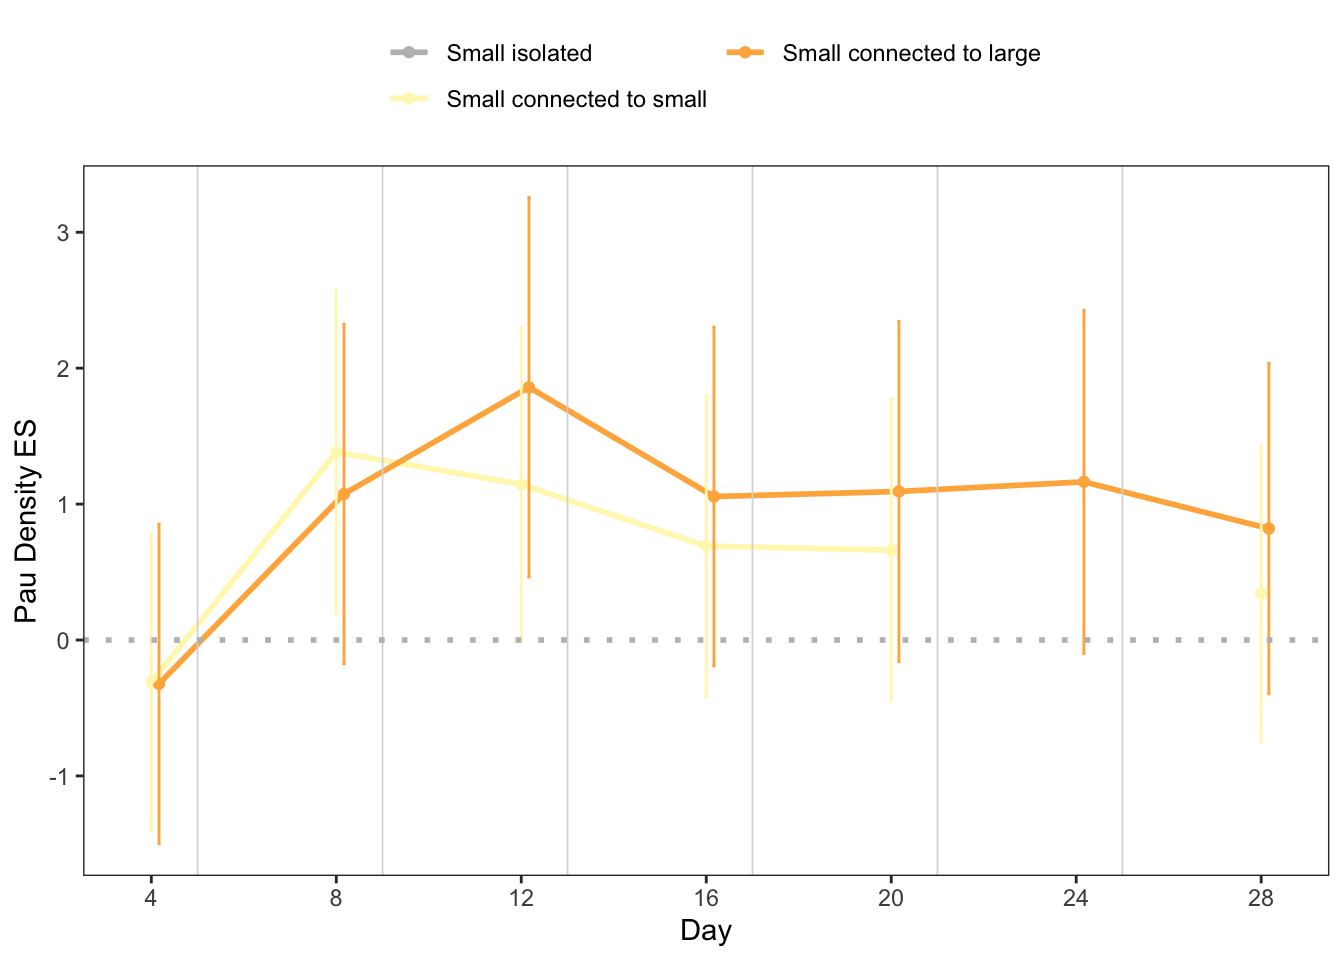 Small isolated
Small connected to large
Small connected to small
Pau Density ES
3
2
1
0
-1
4 8 12 16 20 24 28
Day